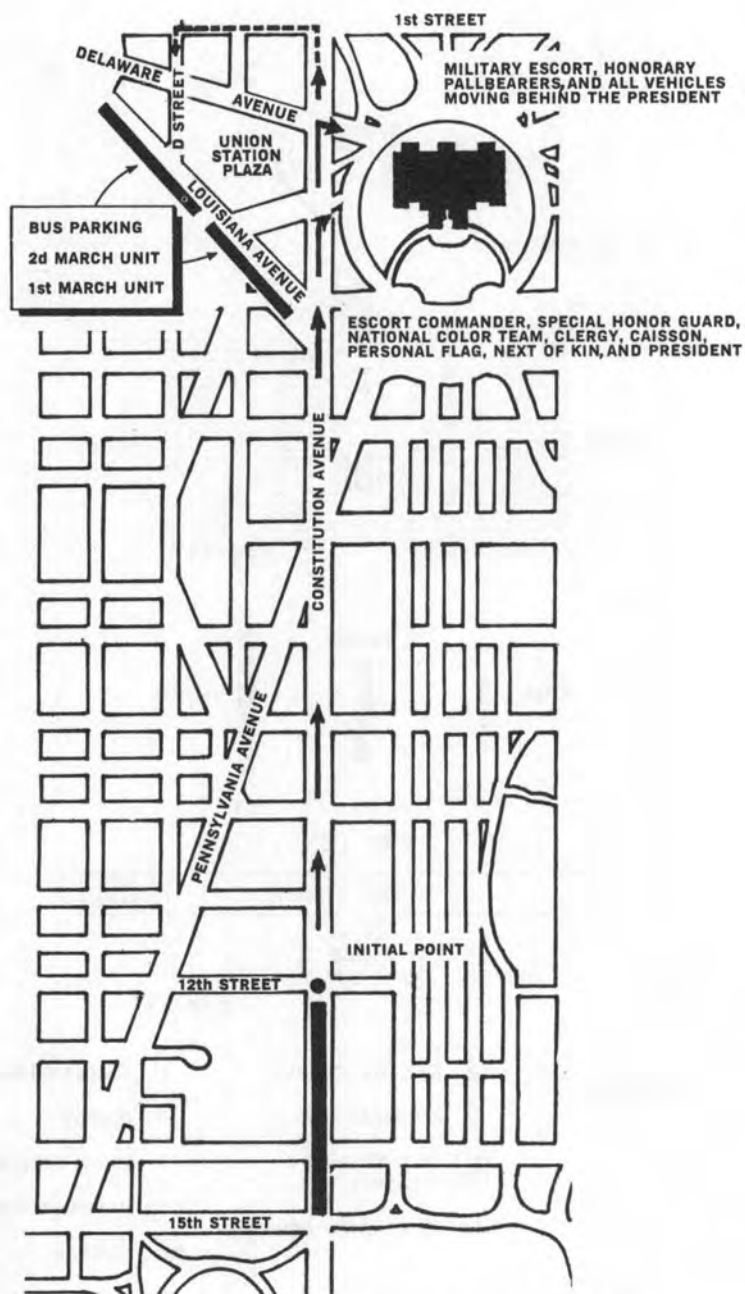 1st STREET
MILITARY ESCORT, HONORARY
PALLBEARERS, AND ALL VEHICLES
MOVING BEHIND THE PRESIDENT
DELAWARE AVENUE
D STREET
UNION
STATION
PLAZA
LOUISIANA AVENUE
BUS PARKING
2d MARCH UNIT
1st MARCH UNIT
ESCORT COMMANDER, SPECIAL HONOR GUARD,
NATIONAL COLOR TEAM, CLERGY, CAISSON,
PERSONAL FLAG, NEXT OF KIN, AND PRESIDENT
CONSTITUTION AVENUE
PENNSYLVANIA AVENUE
INITIAL POINT
12th STREET
15th STREET